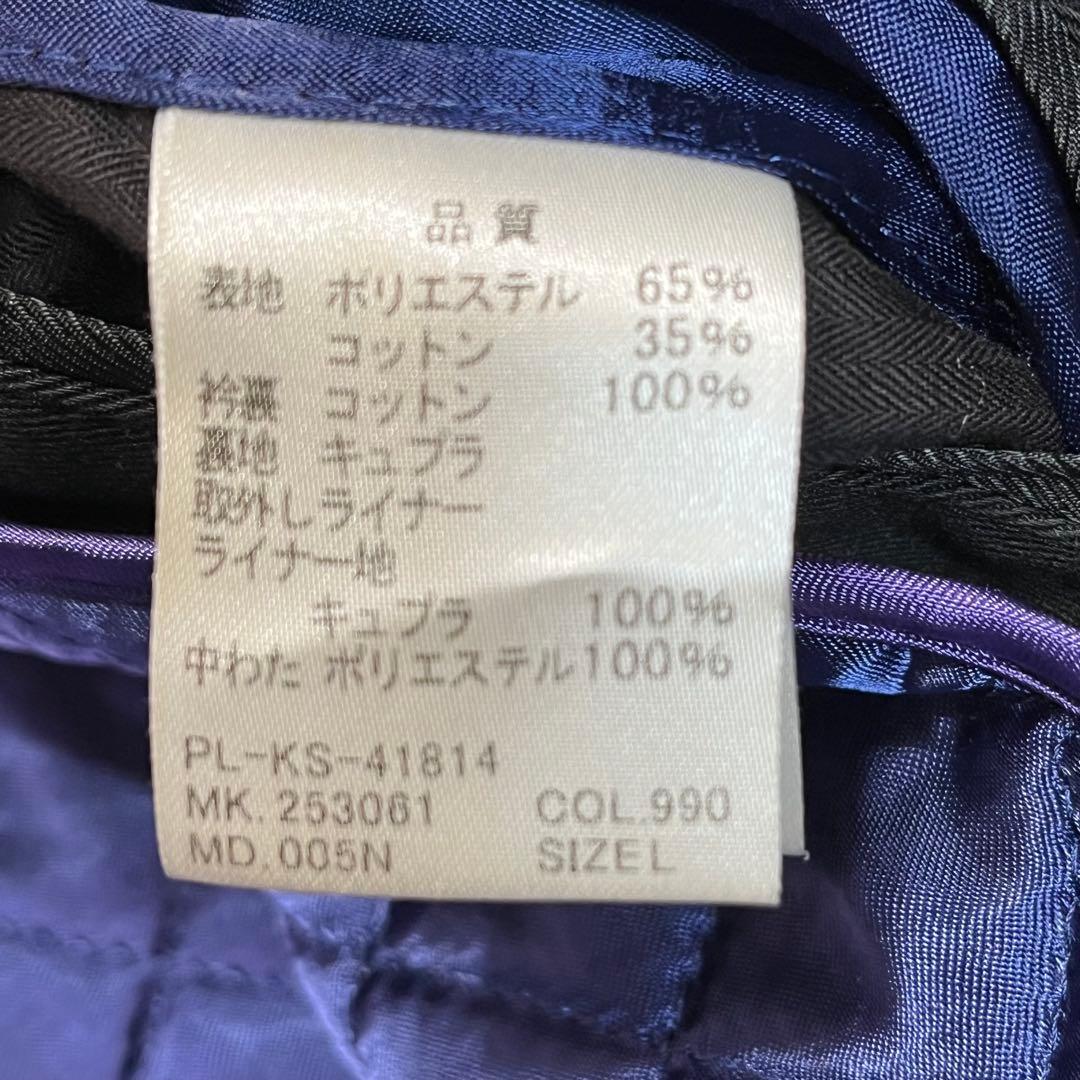 品質
表地 ポリエステル 65%
コットン 35%
衿裏 コットン 100%
裏地 キュプラ
取外しライナー
ライナー地
キュプラ 100%
中わた ポリエステル100%
PL-KS-41814
MK.253061 COL.990
MD.005N SIZE L